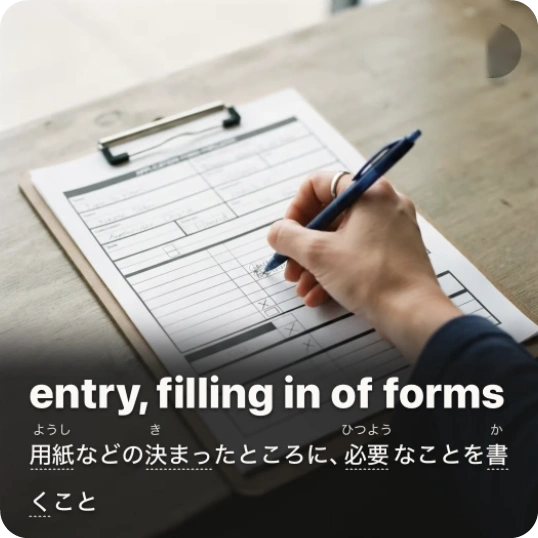 entry, filling in of forms
ようし き ひつよう か
用紙などの決まったところに、必要なことを書
くこと